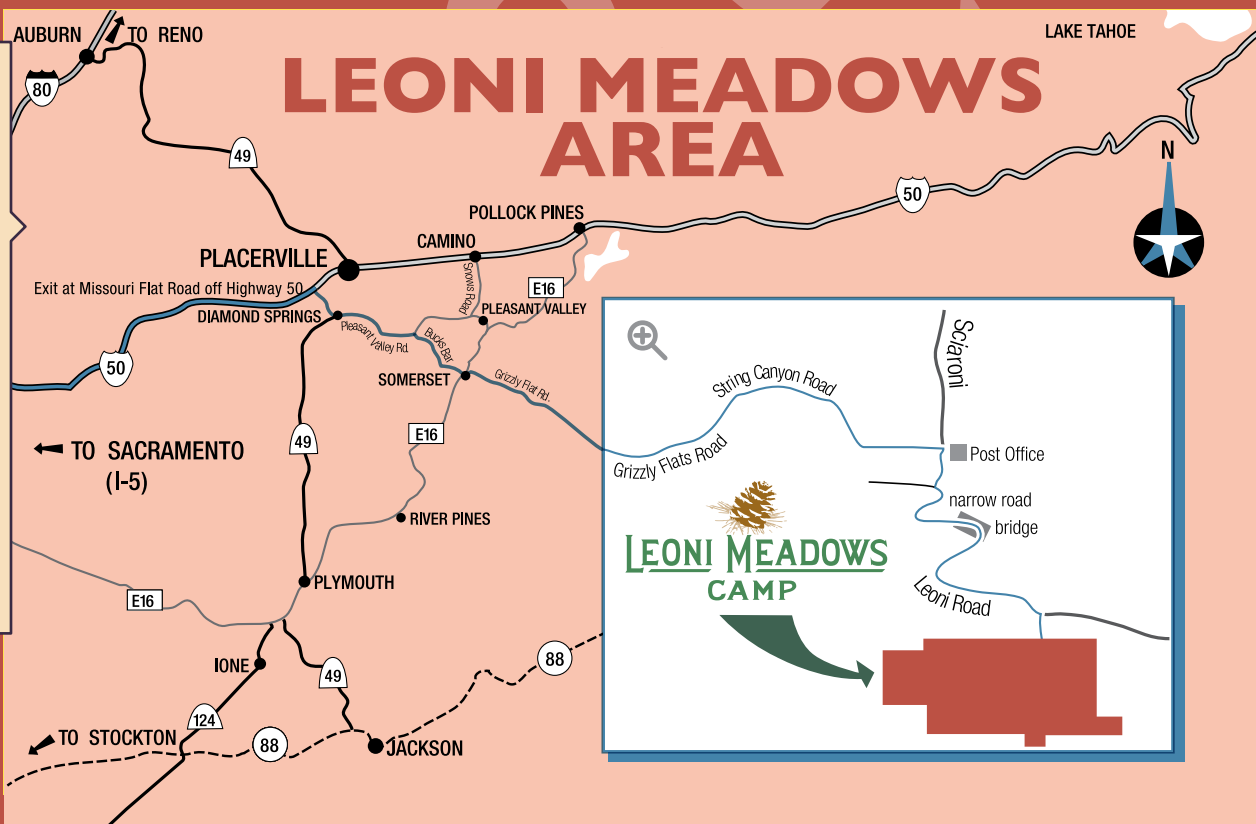 AUBURN
TO RENO
LAKE TAHOE
LEONI MEADOWS
AREA
80
49
N
50
POLLOCK PINES
CAMINO
PLACERVILLE
Snows Road
E16
Exit at Missouri Flat Road off Highway 50
PLEASANT VALLEY
DIAMOND SPRINGS
Pleasant Valley Rd.
Bucks Bar
50
SOMERSET
Grizzly Flat Rd.
Sciaroni
String Canyon Road
Grizzly Flats Road
Post Office
narrow road
bridge
LEONI MEADOWS
CAMP
Leoni Road
49
E16
TO SACRAMENTO
(I-5)
RIVER PINES
PLYMOUTH
E16
IONE
49
88
124
TO STOCKTON
88
JACKSON